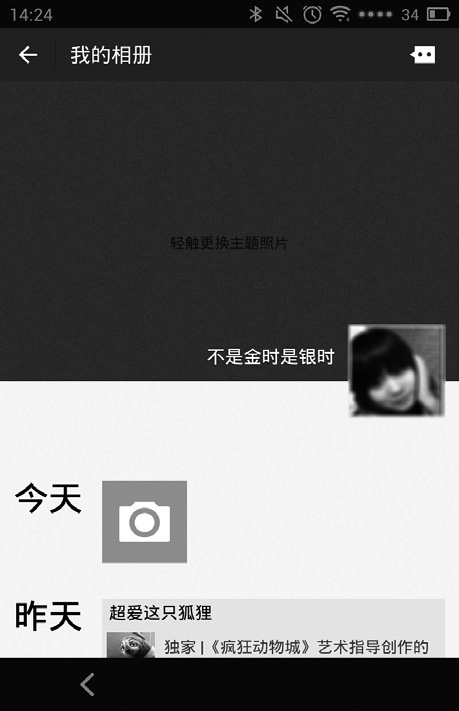 14:24
34
我的相册
轻触更换主题照片
不是金时是银时
今天
昨天
超爱这只狐狸
独家 |《疯狂动物城》艺术指导创作的